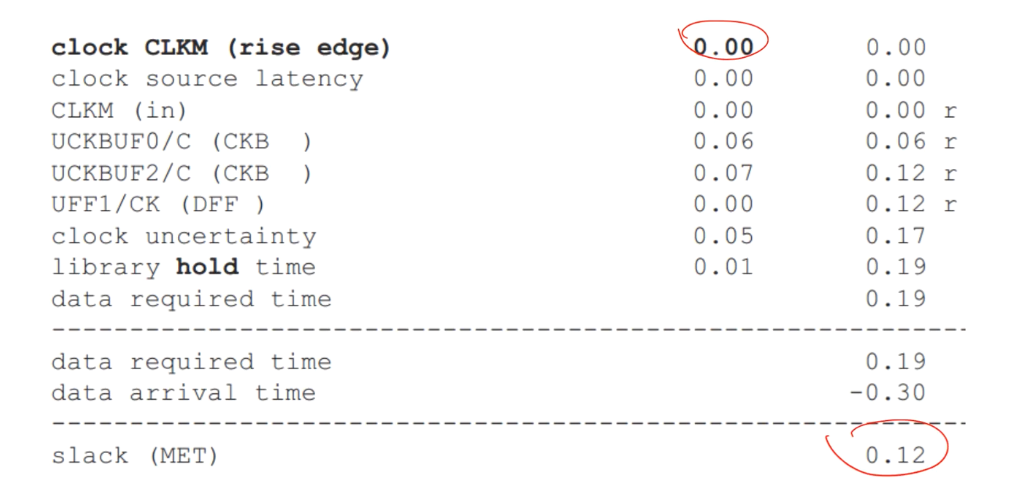 clock CLKM (rise edge) 0.00 0.00
clock source latency 0.00 0.00
CLKM (in) 0.00 0.00 r
UCKBUF0/C (CKB ) 0.06 0.06 r
UCKBUF2/C (CKB ) 0.07 0.12 r
UFF1/CK (DFF ) 0.00 0.12 r
clock uncertainty 0.05 0.17
library hold time 0.01 0.19
data required time 0.19
data required time 0.19
data arrival time -0.30
slack (MET) 0.12